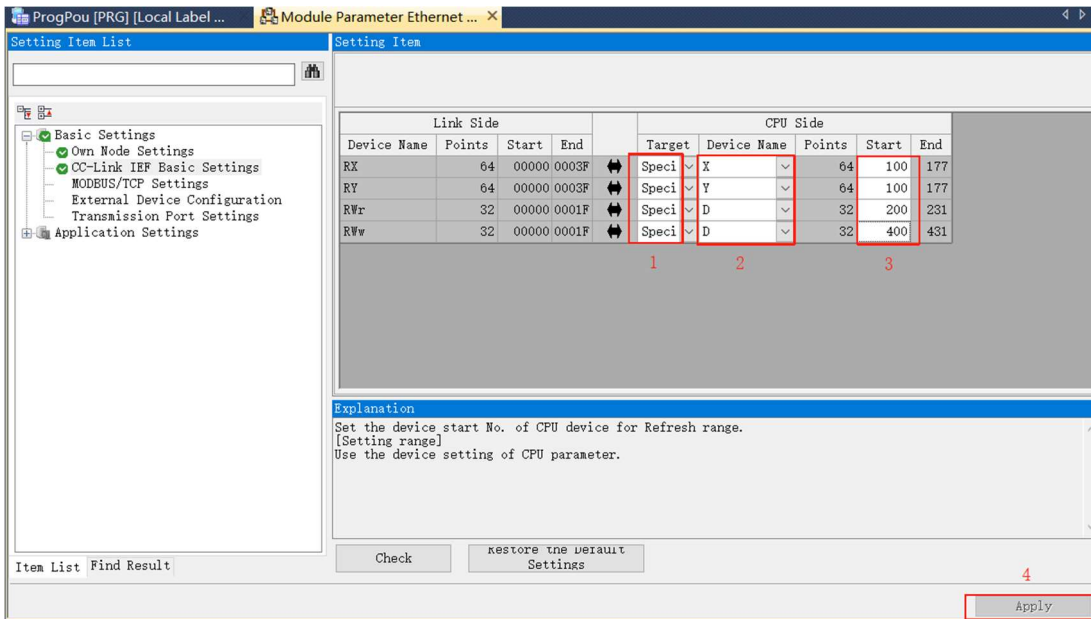 ProgPou [PRG] [Local Label ... Module Parameter Ethernet ...
Setting Item List
Setting Item
Basic Settings
Own Node Settings
CC-Link IEF Basic Settings
MODBUS/TCP Settings
External Device Configuration
Transmission Port Settings
Application Settings
Link Side CPU Side
Device Name Points Start End Target Device Name Points Start End
RX 64 00000 0003F Speci X 64 100 177
RY 64 00000 0003F Speci Y 64 100 177
RWr 32 00000 0001F Speci D 32 200 231
RWw 32 00000 0001F Speci D 32 400 431
1 2 3
Explanation
Set the device start No. of CPU device for Refresh range.
[Setting range]
Use the device setting of CPU parameter.
Check
Restore the Default
Settings
Item List Find Result
4
Apply